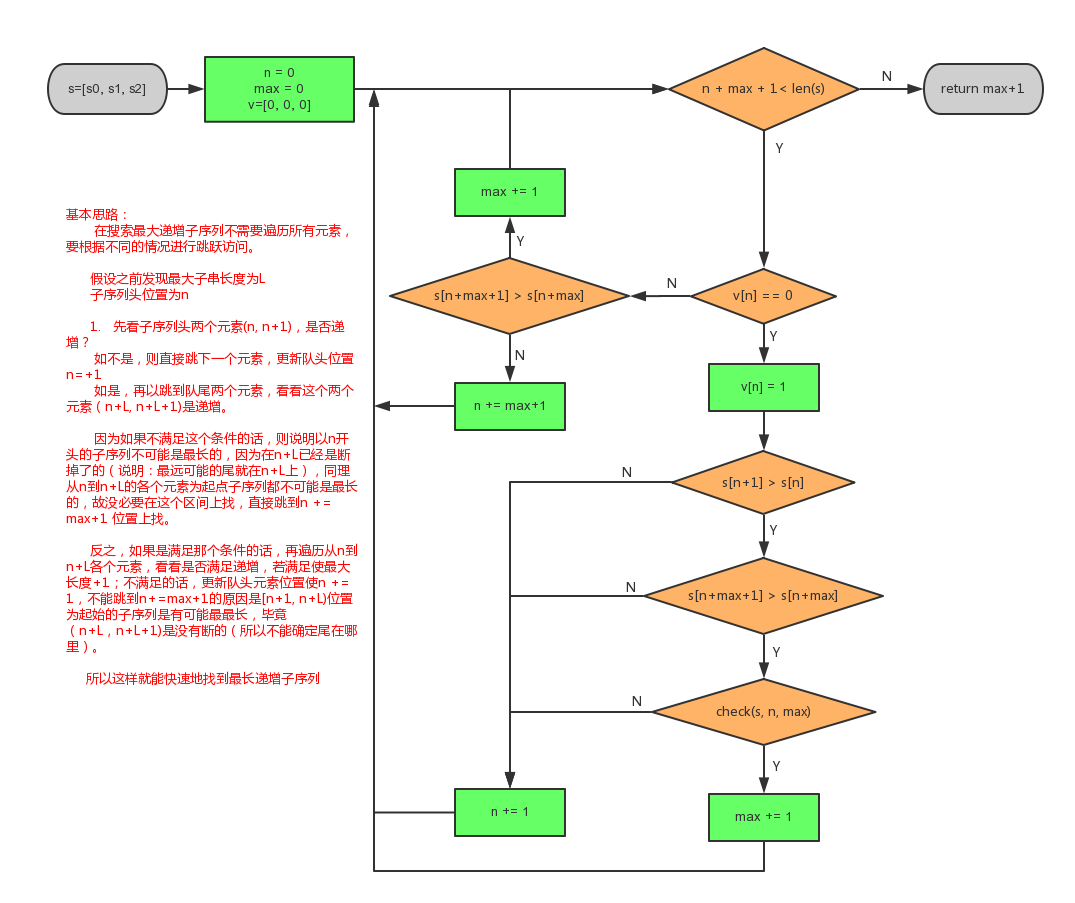 s=[s0, s1, s2]
n = 0
max = 0
v=[0, 0, 0]
n + max + 1< len(s)
N
return max+1
Y
max += 1
Y
s[n+max+1] > s[n+max]
N
v[n] == 0
Y
N
v[n] = 1
n += max+1
N
s[n+1] > s[n]
Y
N
s[n+max+1] > s[n+max]
Y
N
check(s, n, max)
Y
n += 1
max += 1
基本思路：
在搜索最大递增子序列不需要遍历所有元素，
要根据不同的情况进行跳跃访问。
假设之前发现最大子串长度为L
子序列头位置为n
1. 先看子序列头两个元素(n, n+1)，是否递
增？
如不是，则直接跳下一个元素，更新队头位置
n=+1
如是，再以跳到队尾两个元素，看看这个两个
元素（n+L, n+L+1)是递增。
因为如果不满足这个条件的话，则说明以n开
头的子序列不可能是最长的，因为在n+L已经是断
掉了的（说明：最远可能的尾就在n+L上），同理
从n到n+L的各个元素为起点子序列都不可能是最长
的，故没必要在这个区间上找，直接跳到n +=
max+1 位置上找。
反之，如果是满足那个条件的话，再遍历从n到
n+L各个元素，看看是否满足递增，若满足使最大
长度+1；不满足的话，更新队头元素位置使n +=
1，不能跳到n+=max+1的原因是[n+1, n+L)位置
为起始的子序列是有可能最最长，毕竟
（n+L，n+L+1)是没有断的（所以不能确定尾在哪
里）。
所以这样就能快速地找到最长递增子序列